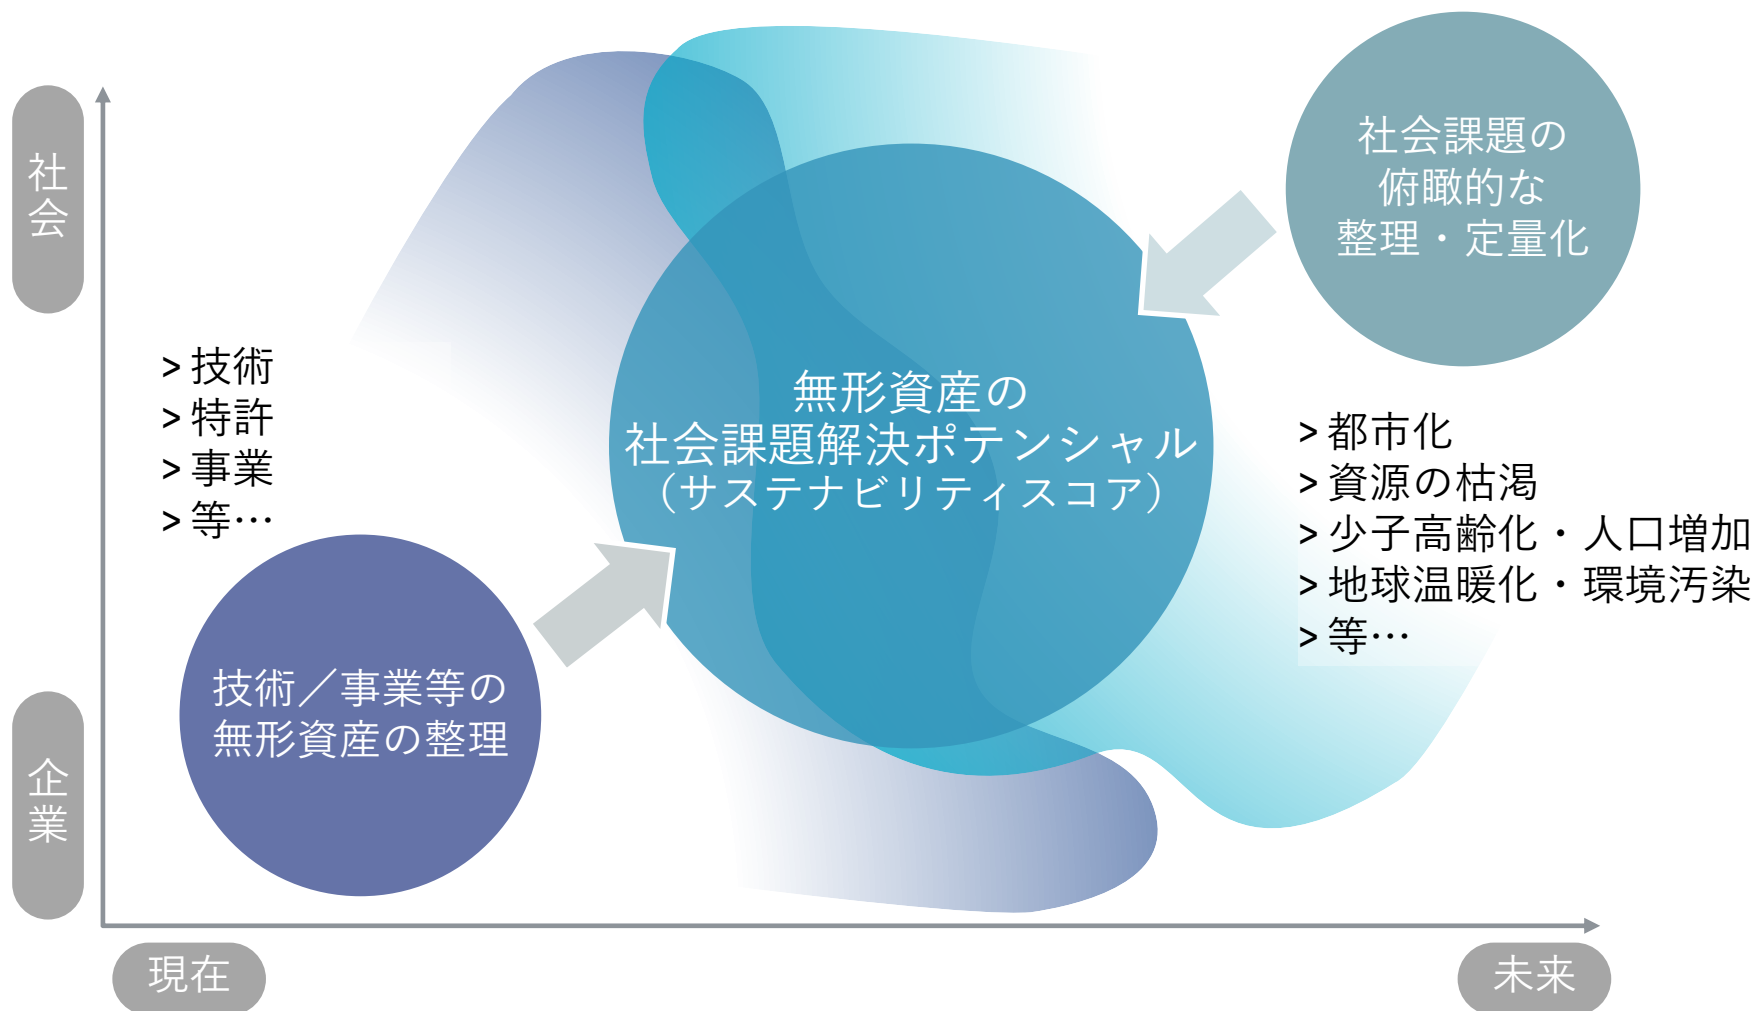 社会
企業
現在
未来
> 技術
> 特許
> 事業
> 等…
技術／事業等の
無形資産の整理
無形資産の
社会課題解決ポテンシャル
（サステナビリティスコア）
社会課題の
俯瞰的な
整理・定量化
> 都市化
> 資源の枯渇
> 少子高齢化・人口増加
> 地球温暖化・環境汚染
> 等…